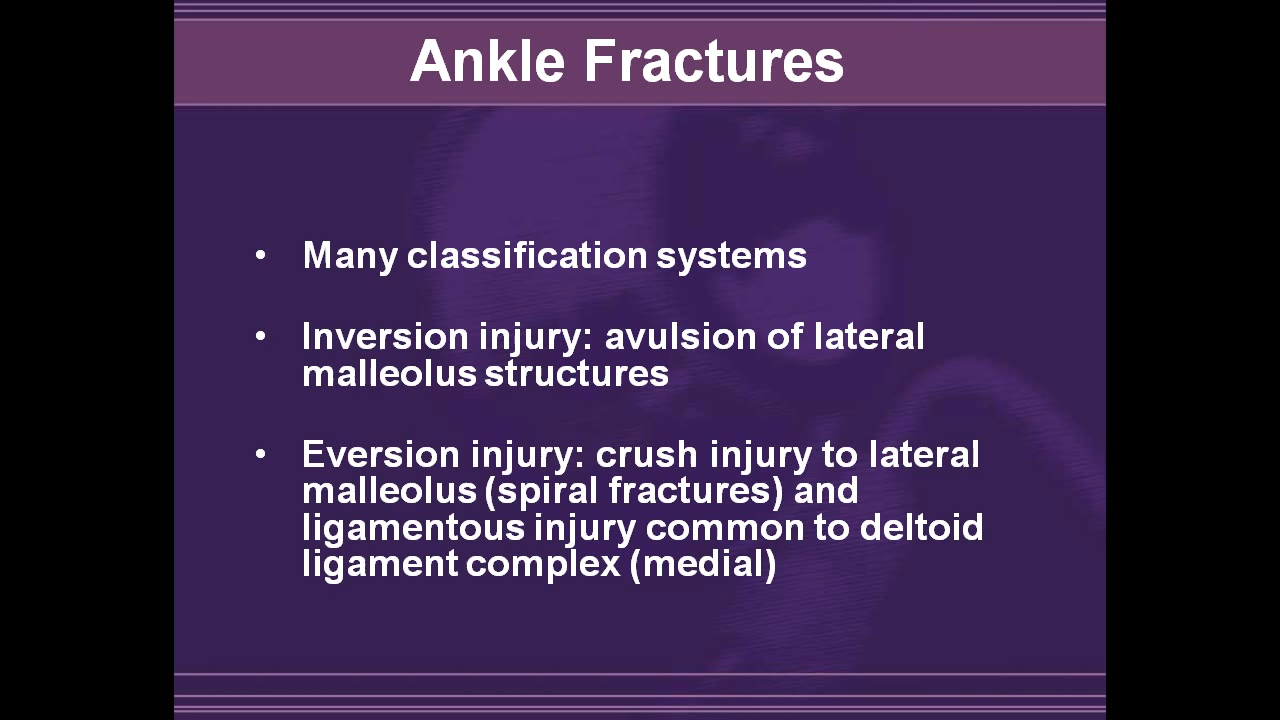 Ankle Fractures
• Many classification systems
• Inversion injury: avulsion of lateral
malleolus structures
• Eversion injury: crush injury to lateral
malleolus (spiral fractures) and
ligamentous injury common to deltoid
ligament complex (medial)